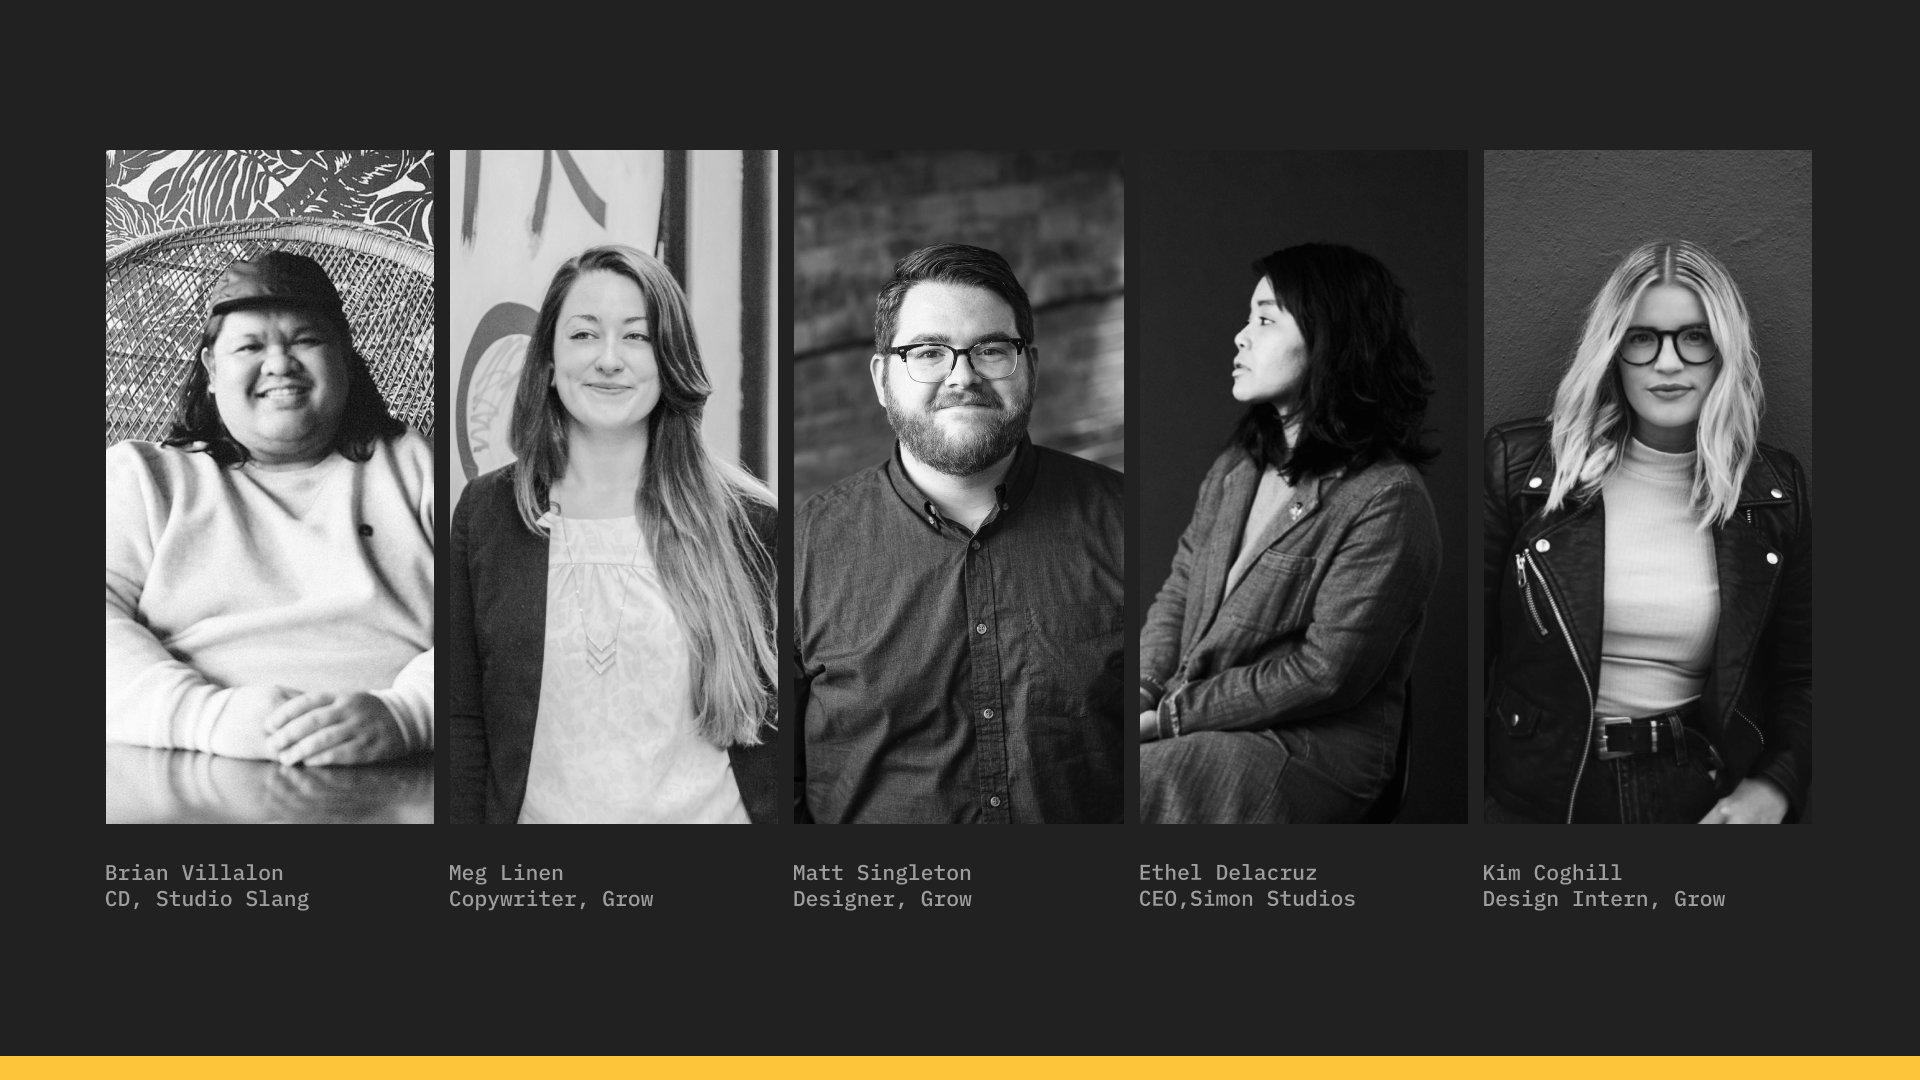 Brian Villalon
CD, Studio Slang
Meg Linen
Copywriter, Grow
Matt Singleton
Designer, Grow
Ethel Delacruz
CEO,Simon Studios
Kim Coghill
Design Intern, Grow